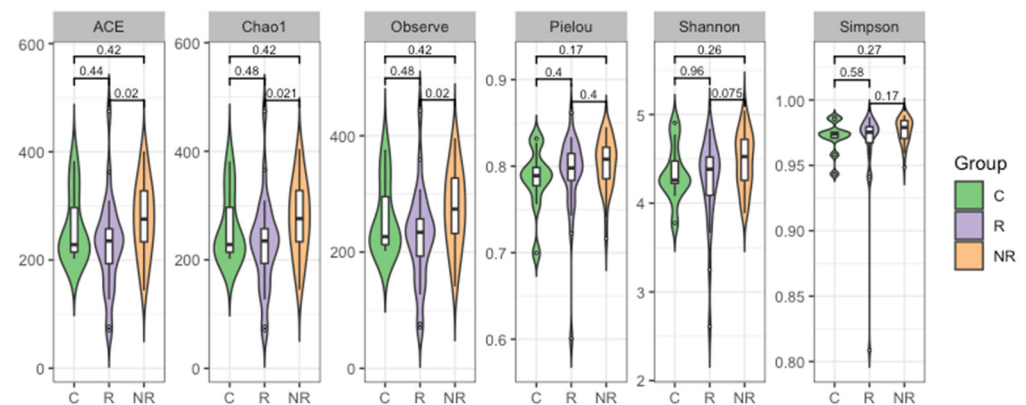 ACE Chao1 Observe Pielou Shannon Simpson
600 0.42 600 0.42 0.42 0.17 0.26 0.27
0.44 0.48 0.48 0.9 0.4 0.96 0.58
0.02 0.021 0.02 0.4 5 0.075 1.00 0.17
400 400 400 0.8 4 0.95 Group
C
200 200 200 0.7 3 0.90 R
0.85 NR
0 0 0 0.6 2 0.80
C R NR C R NR C R NR C R NR C R NR C R NR